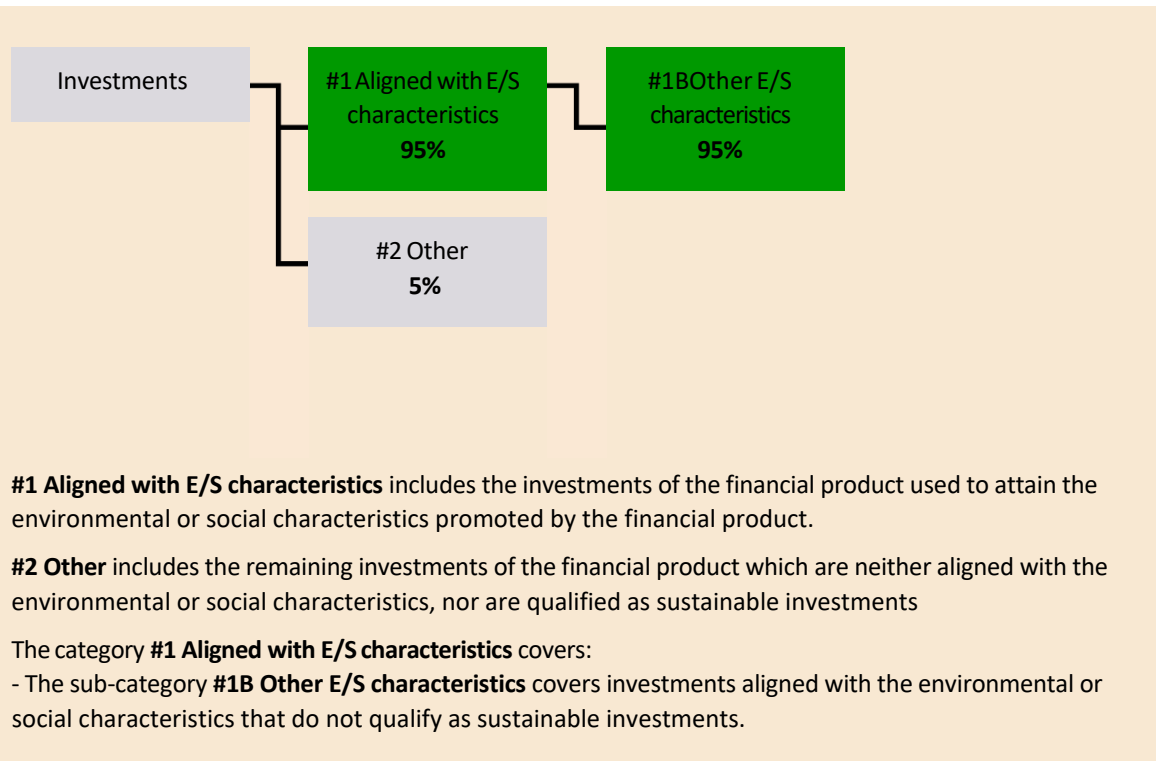 Investments
#1 Aligned with E/S
characteristics
95%
#1B Other E/S
characteristics
95%
#2 Other
5%
#1 Aligned with E/S characteristics includes the investments of the financial product used to attain the
environmental or social characteristics promoted by the financial product.
#2 Other includes the remaining investments of the financial product which are neither aligned with the
environmental or social characteristics, nor are qualified as sustainable investments
The category #1 Aligned with E/S characteristics covers:
- The sub-category #1B Other E/S characteristics covers investments aligned with the environmental or
social characteristics that do not qualify as sustainable investments.